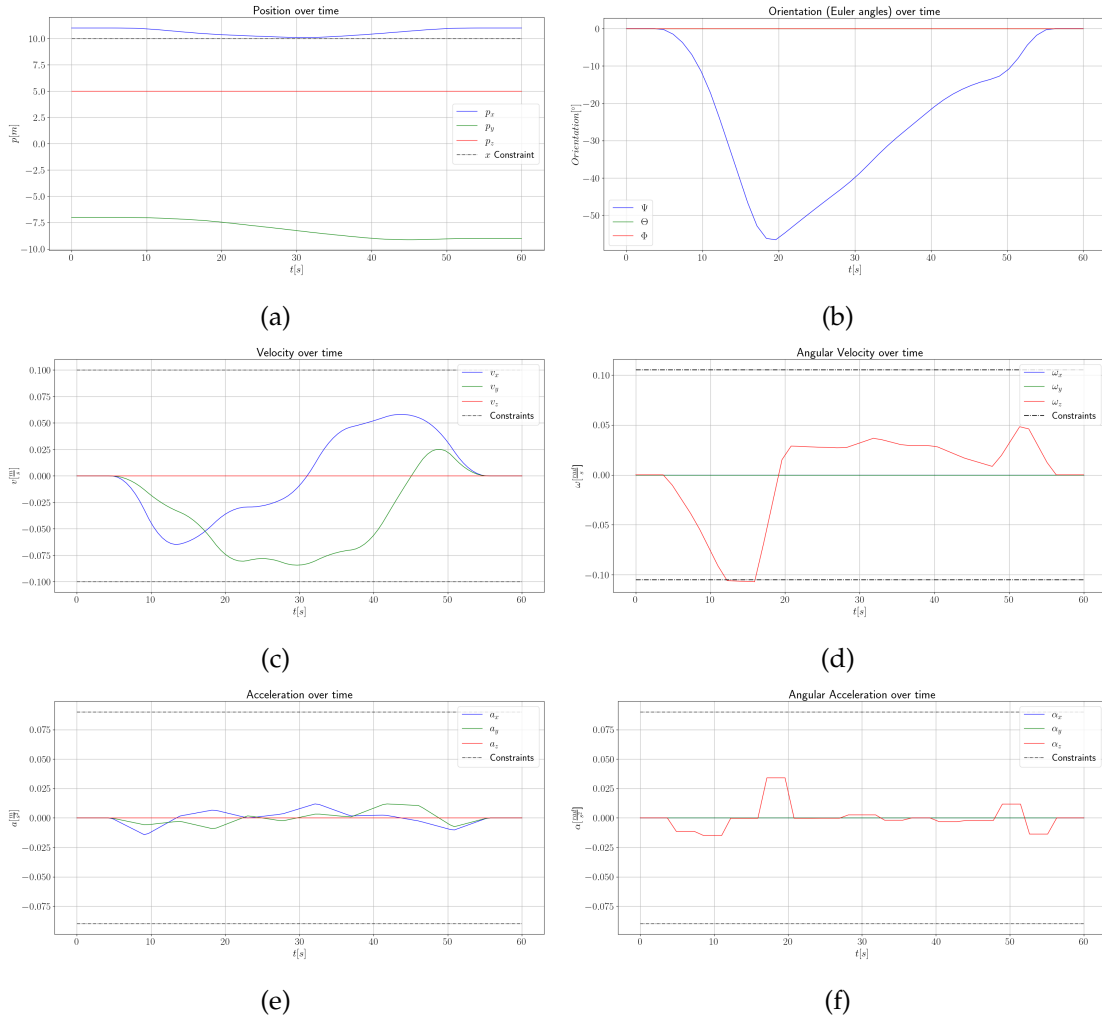 Position over time
10.0
7.5
5.0
2.5
0.0
−2.5
−5.0
−7.5
−10.0
p[m]
p_x
p_y
p_z
x Constraint
0 10 20 30 40 50 60
t[s]
(a)
Orientation (Euler angles) over time
0
−10
−20
−30
−40
−50
Orientation[°]
Ψ
Θ
Φ
0 10 20 30 40 50 60
t[s]
(b)
Velocity over time
0.100
0.075
0.050
0.025
0.000
−0.025
−0.050
−0.075
−0.100
v[m/s]
v_x
v_y
v_z
Constraints
0 10 20 30 40 50 60
t[s]
(c)
Angular Velocity over time
0.10
0.05
0.00
−0.05
−0.10
ω[rad/s]
ω_x
ω_y
ω_z
Constraints
0 10 20 30 40 50 60
t[s]
(d)
Acceleration over time
0.075
0.050
0.025
0.000
−0.025
−0.050
−0.075
a[m/s²]
a_x
a_y
a_z
Constraints
0 10 20 30 40 50 60
t[s]
(e)
Angular Acceleration over time
0.075
0.050
0.025
0.000
−0.025
−0.050
−0.075
α[rad/s²]
α_x
α_y
α_z
Constraints
0 10 20 30 40 50 60
t[s]
(f)